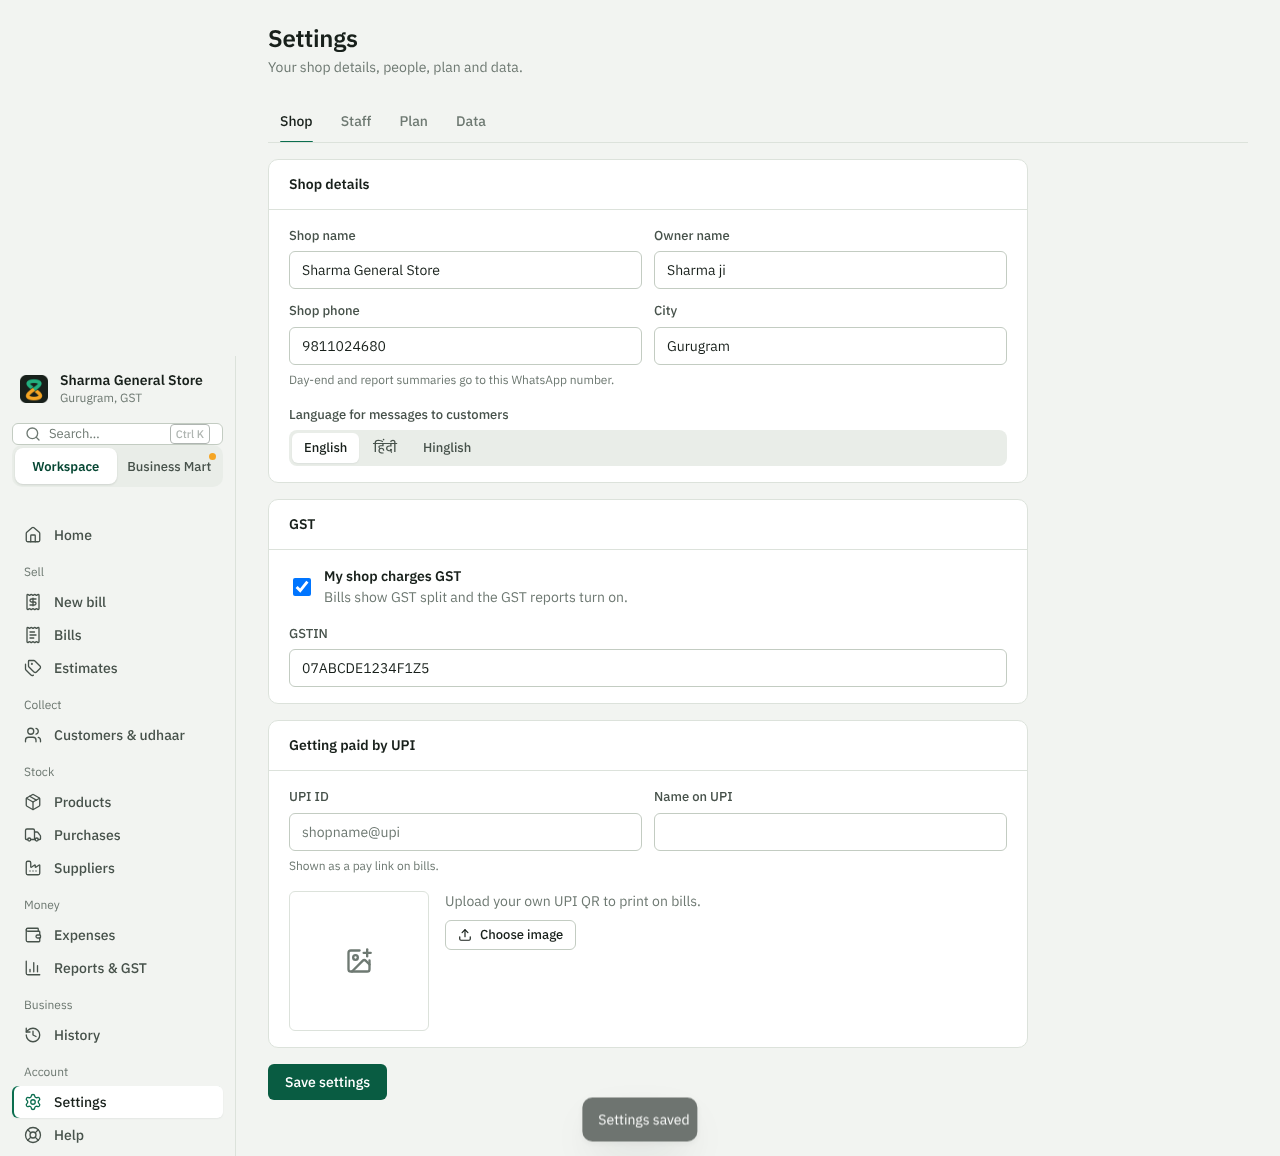 Settings
Your shop details, people, plan and data.
Shop Staff Plan Data
Shop details
Shop name
Sharma General Store
Owner name
Sharma ji
Shop phone
9811024680
City
Gurugram
Day-end and report summaries go to this WhatsApp number.
Language for messages to customers
English हिंदी Hinglish
GST
My shop charges GST
Bills show GST split and the GST reports turn on.
GSTIN
07ABCDE1234F1Z5
Getting paid by UPI
UPI ID
shopname@upi
Name on UPI
Shown as a pay link on bills.
Upload your own UPI QR to print on bills.
Choose image
Save settings
Settings saved
Sharma General Store
Gurugram, GST
Search... Ctrl K
Workspace Business Mart
Home
Sell
New bill
Bills
Estimates
Collect
Customers & udhaar
Stock
Products
Purchases
Suppliers
Money
Expenses
Reports & GST
Business
History
Account
Settings
Help